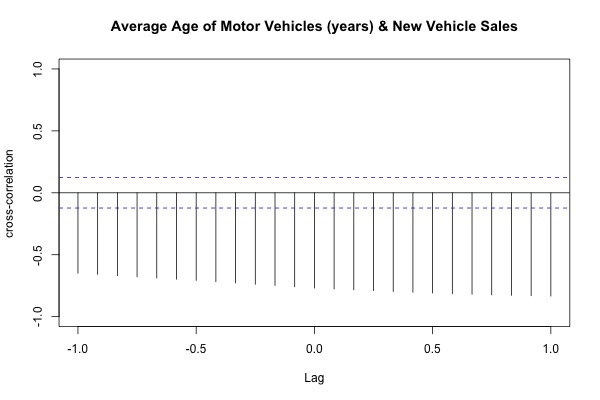 Average Age of Motor Vehicles (years) & New Vehicle Sales
1.0
0.5
0.0
-0.5
-1.0
cross-correlation
-1.0 -0.5 0.0 0.5 1.0
Lag